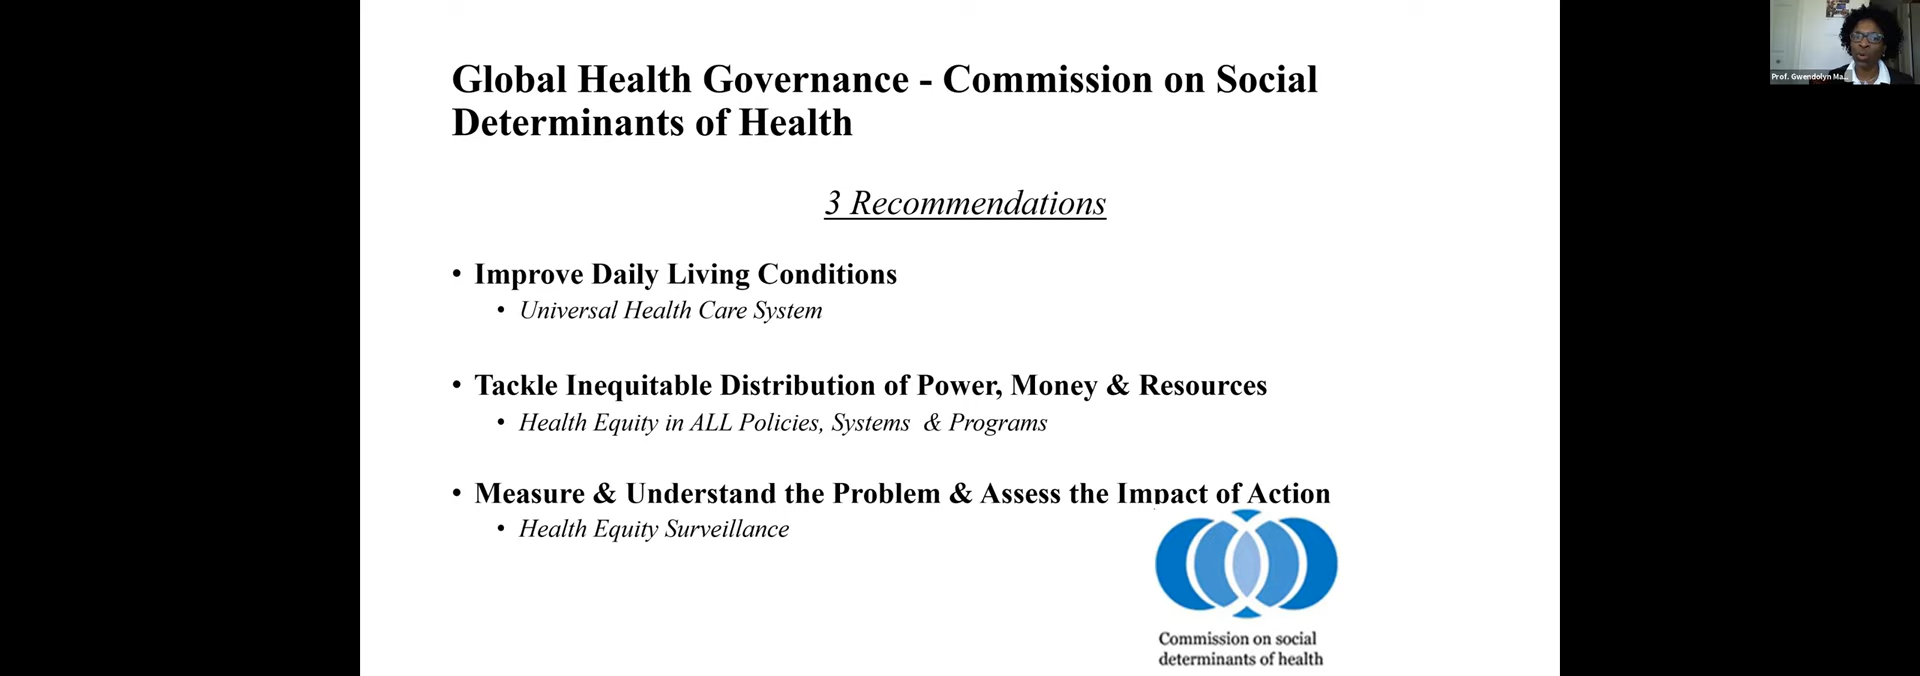 Global Health Governance - Commission on Social
Determinants of Health
3 Recommendations
• Improve Daily Living Conditions
• Universal Health Care System
• Tackle Inequitable Distribution of Power, Money & Resources
• Health Equity in ALL Policies, Systems & Programs
• Measure & Understand the Problem & Assess the Impact of Action
• Health Equity Surveillance
Commission on social
determinants of health
Prof. Gwendolyn Ma...